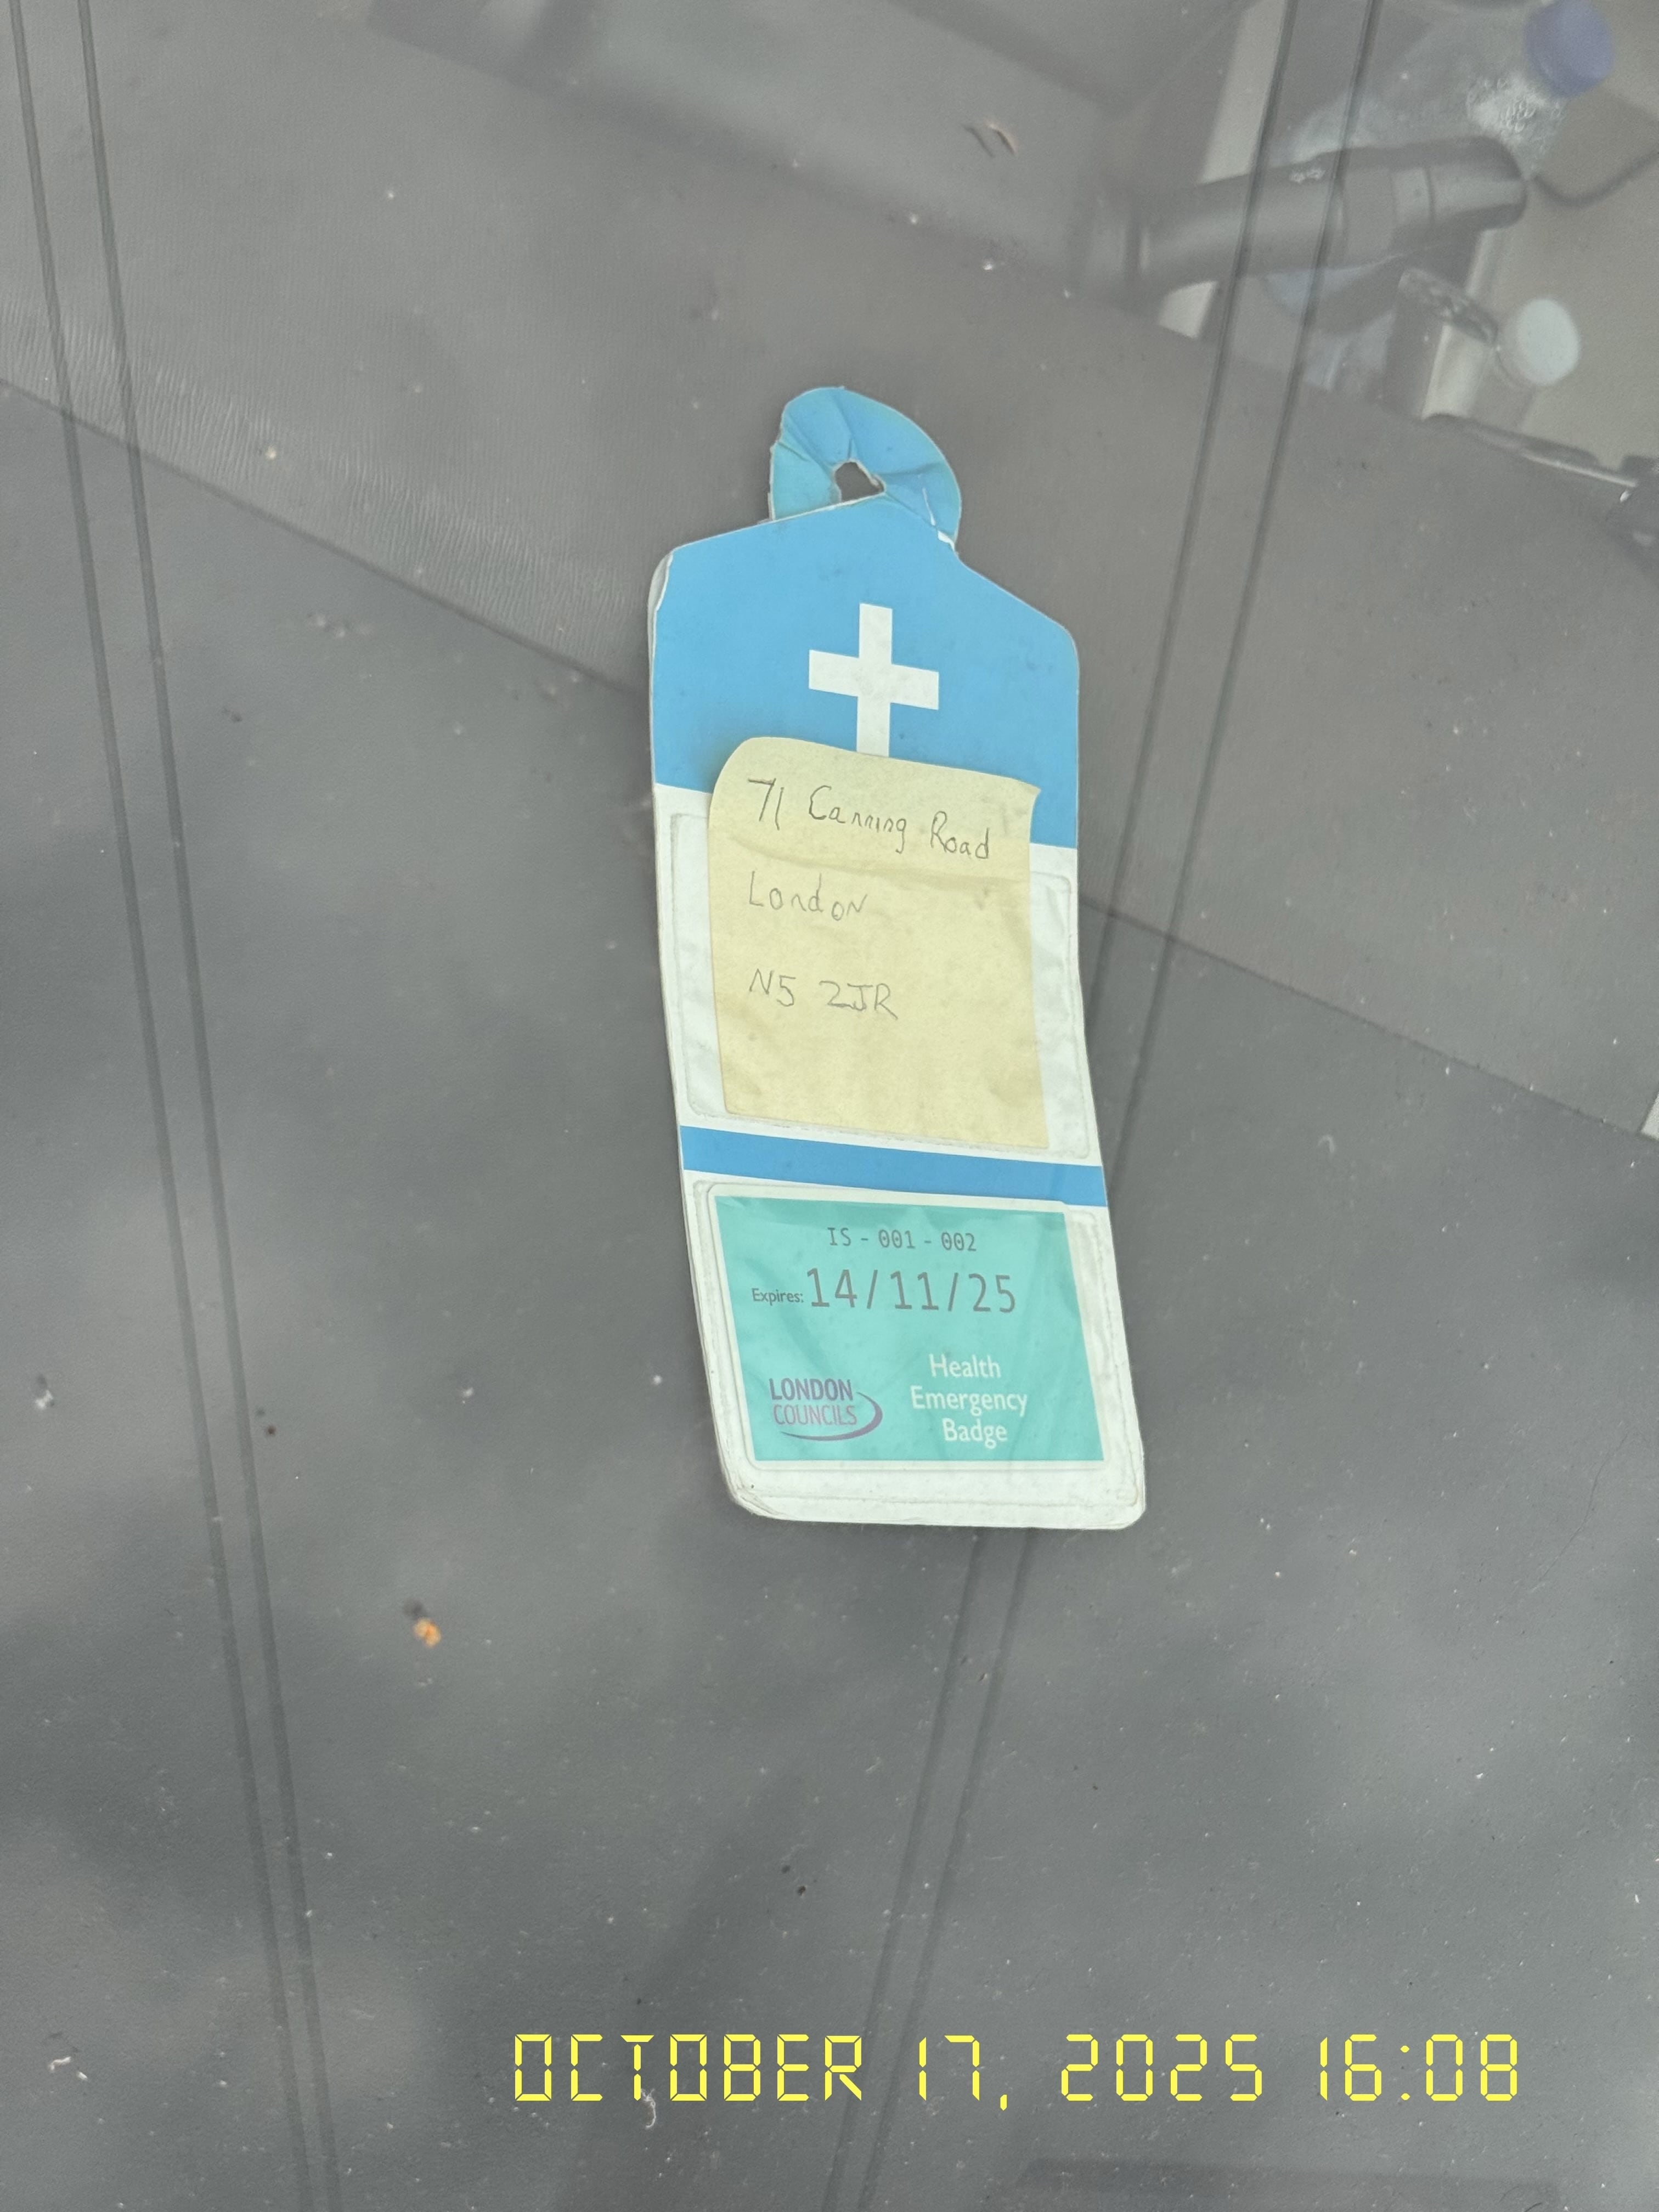 71 Canning Road
London
N5 2JR
IS - 001 - 002
Expires: 14/11/25
LONDON
COUNCILS
Health
Emergency
Badge
OCTOBER 17, 2025 16:08